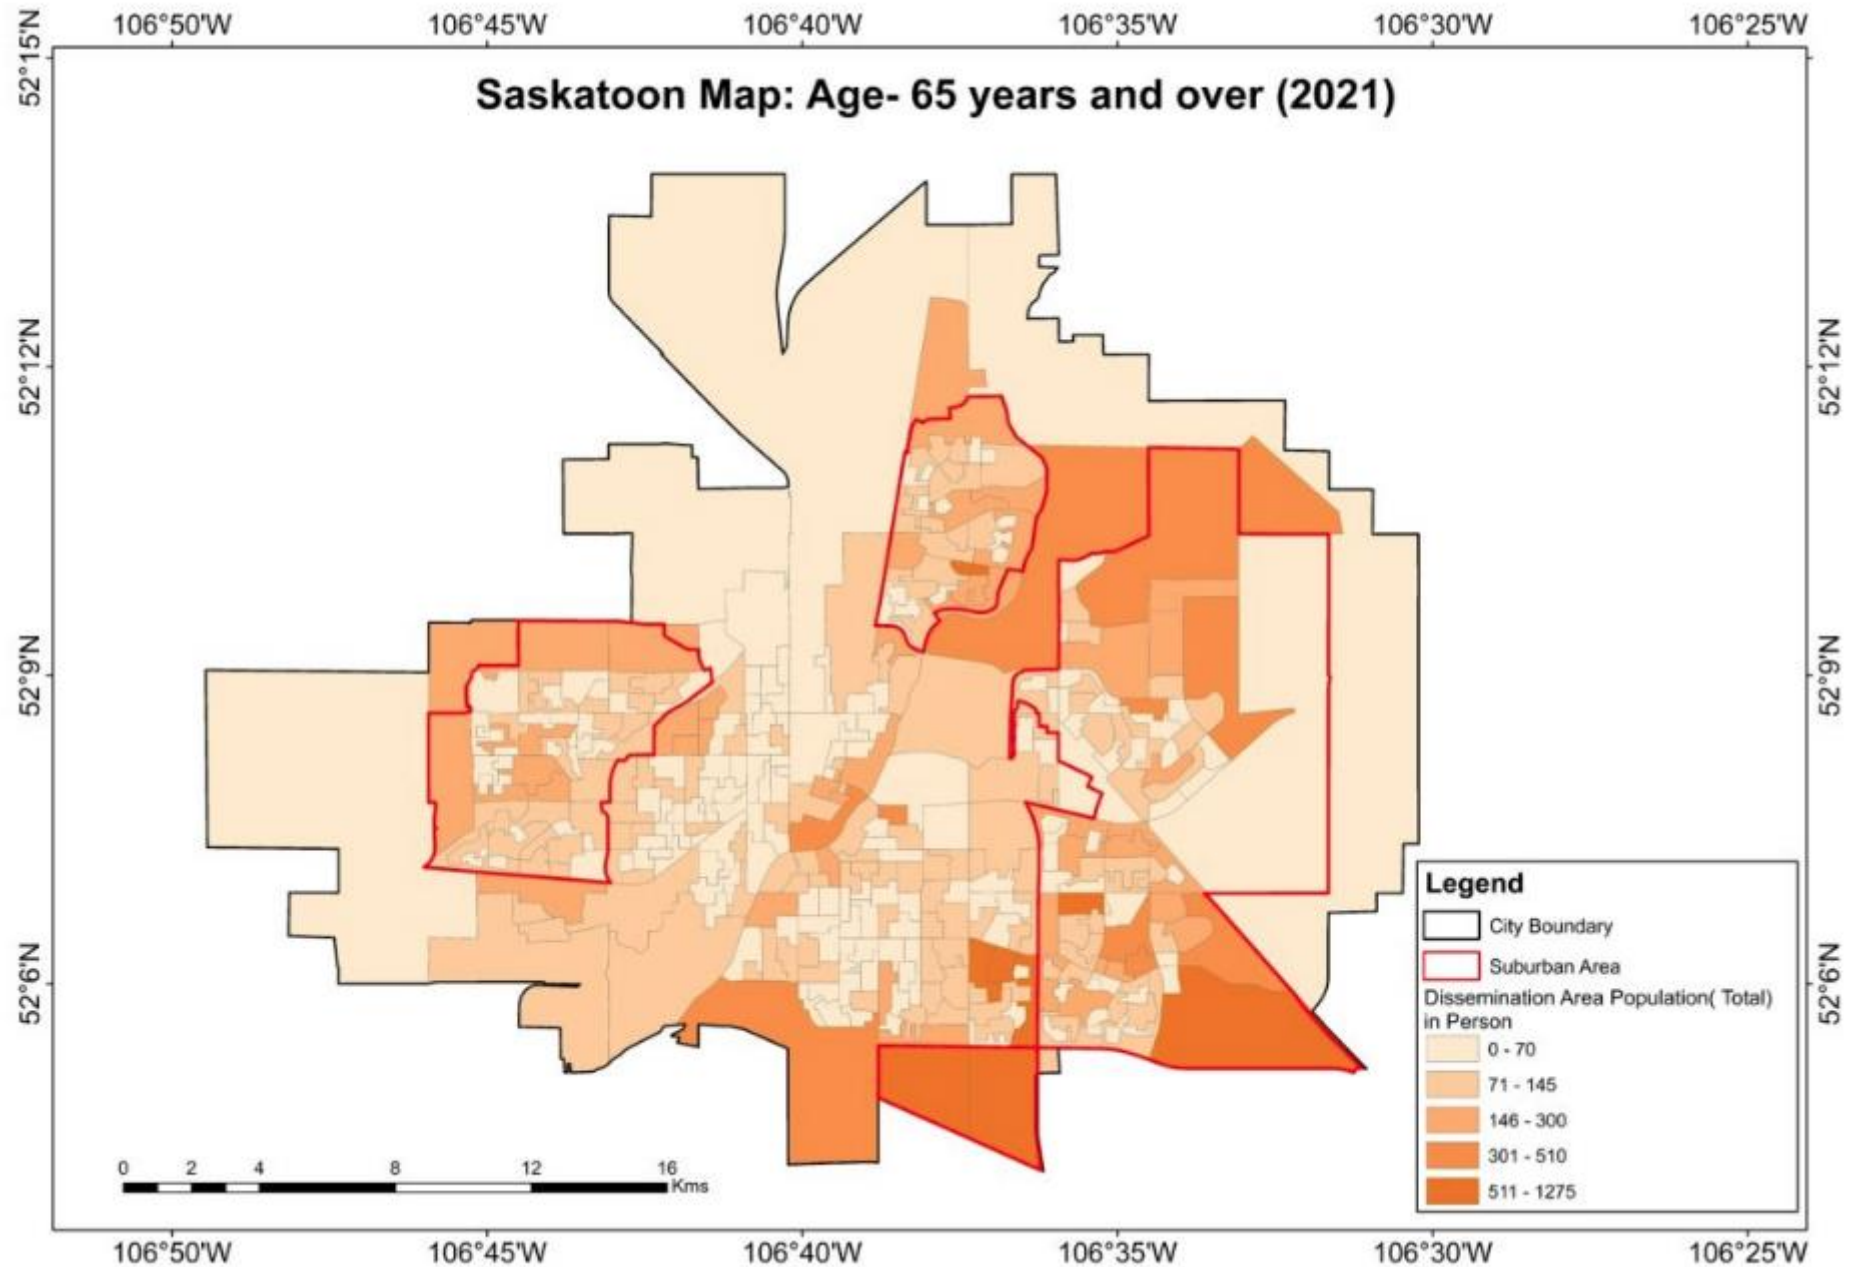 106°50'W 106°45'W 106°40'W 106°35'W 106°30'W 106°25'W
52°15'N
Saskatoon Map: Age- 65 years and over (2021)
52°12'N 52°12'N
52°9'N 52°9'N
52°6'N 52°6'N
Legend
City Boundary
Suburban Area
Dissemination Area Population( Total)
in Person
0 - 70
71 - 145
146 - 300
301 - 510
511 - 1275
0 2 4 8 12 16
Kms
106°50'W 106°45'W 106°40'W 106°35'W 106°30'W 106°25'W